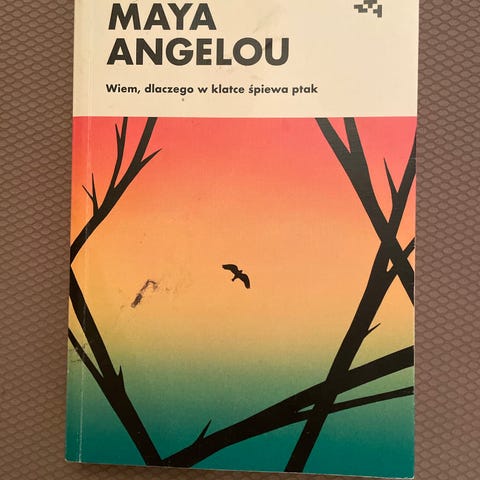 MAYA
ANGELOU
Wiem, dlaczego w klatce śpiewa ptak